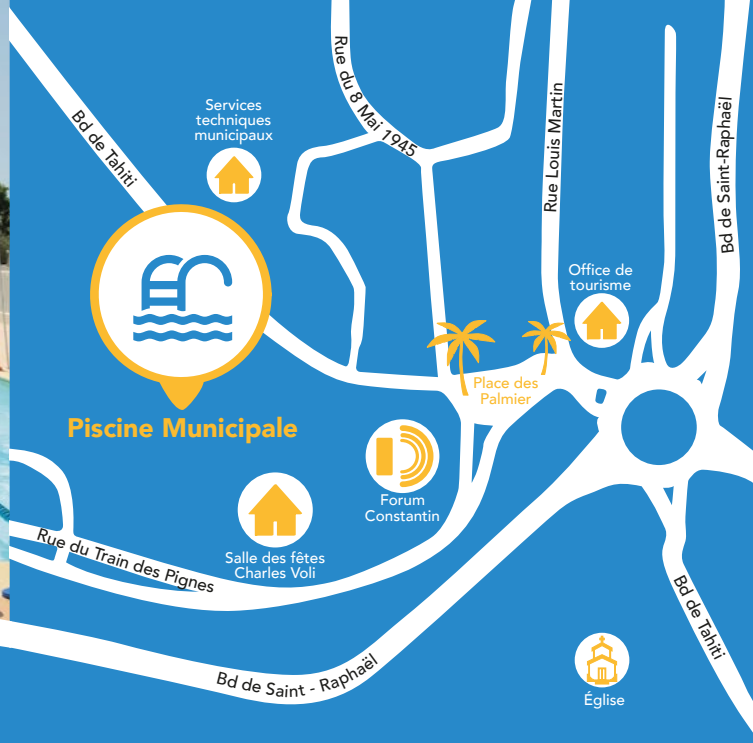 Rue du 8 Mai 1945
Bd de Tahiti
Services
techniques
municipaux
Rue Louis Martin
Bd de Saint-Raphaël
Office de
tourisme
Place des
Palmier
Piscine Municipale
Forum
Constantin
Rue du Train des Pignes
Salle des fêtes
Charles Voli
Bd de Tahiti
Bd de Saint - Raphaël
Église